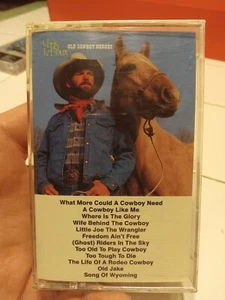 OLD COWBOY HEROES
What More Could A Cowboy Need
A Cowboy Like Me
Where Is The Glory
Wife Behind The Cowboy
Little Joe The Wrangler
Freedom Ain't Free
(Ghost) Riders In The Sky
Too Old To Play Cowboy
Too Tough To Die
The Life Of A Rodeo Cowboy
Old Jake
Song Of Wyoming